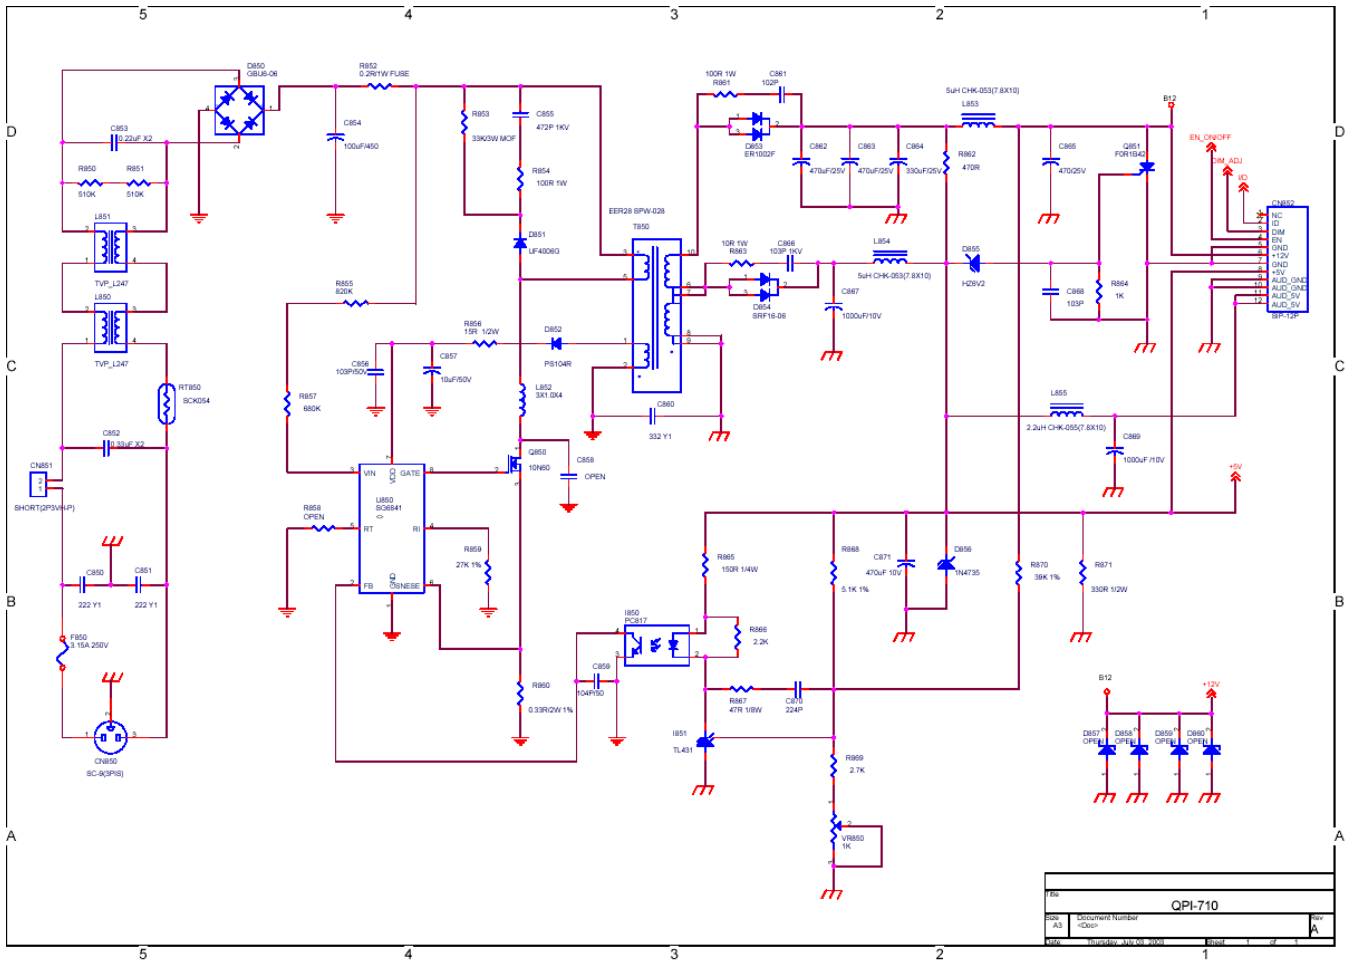 5 4 3 2 1
D D
C C
B B
A A
5 4 3 2 1
D850
GBU6-06
R852
0.2R/1W FUSE
C853
0.22uF X2
R850
510K
R851
510K
L851
TVP_L247
L850
TVP_L247
RT850
SCK054
C852
0.33uF X2
CN851
SHORT(2P3VH-P)
C850
222 Y1
C851
222 Y1
F850
3.15A 250V
CN850
SC-9(3PIS)
C854
100uF/450
R853
33K/3W MOF
C855
472P 1KV
R854
100R 1W
D851
UF4006G
R855
820K
R856
15R 1/2W
D852
PS104R
C856
103P/50V
C857
10uF/50V
L852
3X1.0X4
R857
680K
Q850
10N60
C858
OPEN
VIN
VDD
GATE
U850
SG6841
RT
RI
FB
GND
R858
OPEN
R859
27K 1%
R860
0.33R/2W 1%
EER28 SPW-028
T850
C860
332 Y1
100R 1W
R861
C861
102P
D853
ER1002F
C862
470uF/25V
C863
470uF/25V
C864
330uF/25V
R862
470R
5uH CHK-053(7.8X10)
L853
C865
470/25V
B12
Q851
F0R1B42
EN_ON/OFF
DIM_ADJ
I/D
CN852
NC
ID
DIM
EN
GND
+12V
GND
+5V
AUD_GND
AUD_GND
AUD_5V
AUD_5V
BIP-12P
10R 1W
R863
C866
103P 1KV
D854
SRF16-06
C867
1000uF/10V
L854
5uH CHK-053(7.8X10)
D855
HZ6V2
C868
103P
R864
1K
L855
2.2uH CHK-055(7.8X10)
C869
1000uF /10V
+5V
R865
150R 1/4W
R868
5.1K 1%
C871
470uF 10V
D856
1N4735
R870
39K 1%
R871
330R 1/2W
I850
PC817
R866
2.2K
C859
104P/50
R867
47R 1/8W
C870
224P
I851
TL431
R869
2.7K
VR850
1K
B12
+12V
D857
OPEN
D858
OPEN
D859
OPEN
D860
OPEN
Title
QPI-710
Size
A3
Document Number
<Doc>
Rev
A
Date:
Thursday, July 03, 2003
Sheet 1 of 1